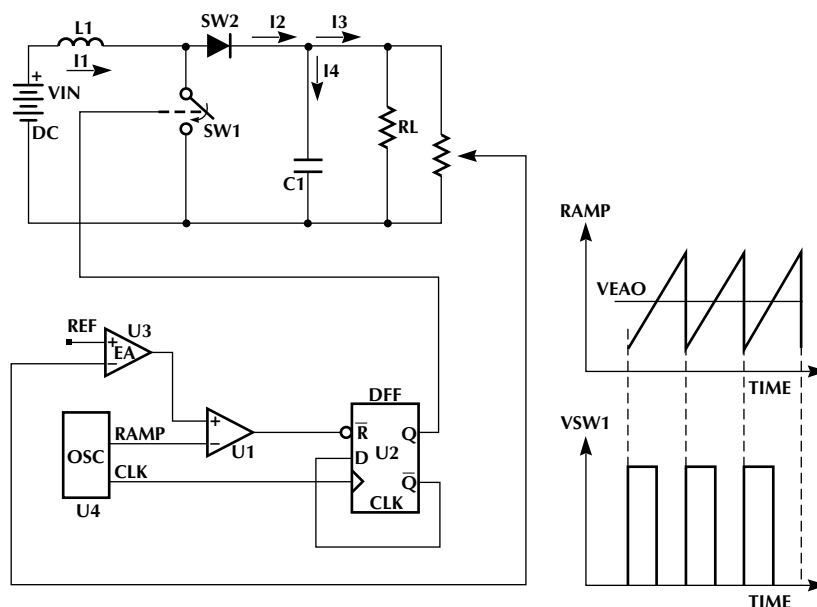 L1
SW2
I2
I3
I1
I4
+
VIN
DC
SW1
RL
C1
REF
U3
+
EA
−
DFF
OSC
RAMP
CLK
U4
+
−
U1
R̅
Q
D
U2
Q̅
CLK
RAMP
VEAO
TIME
VSW1
TIME